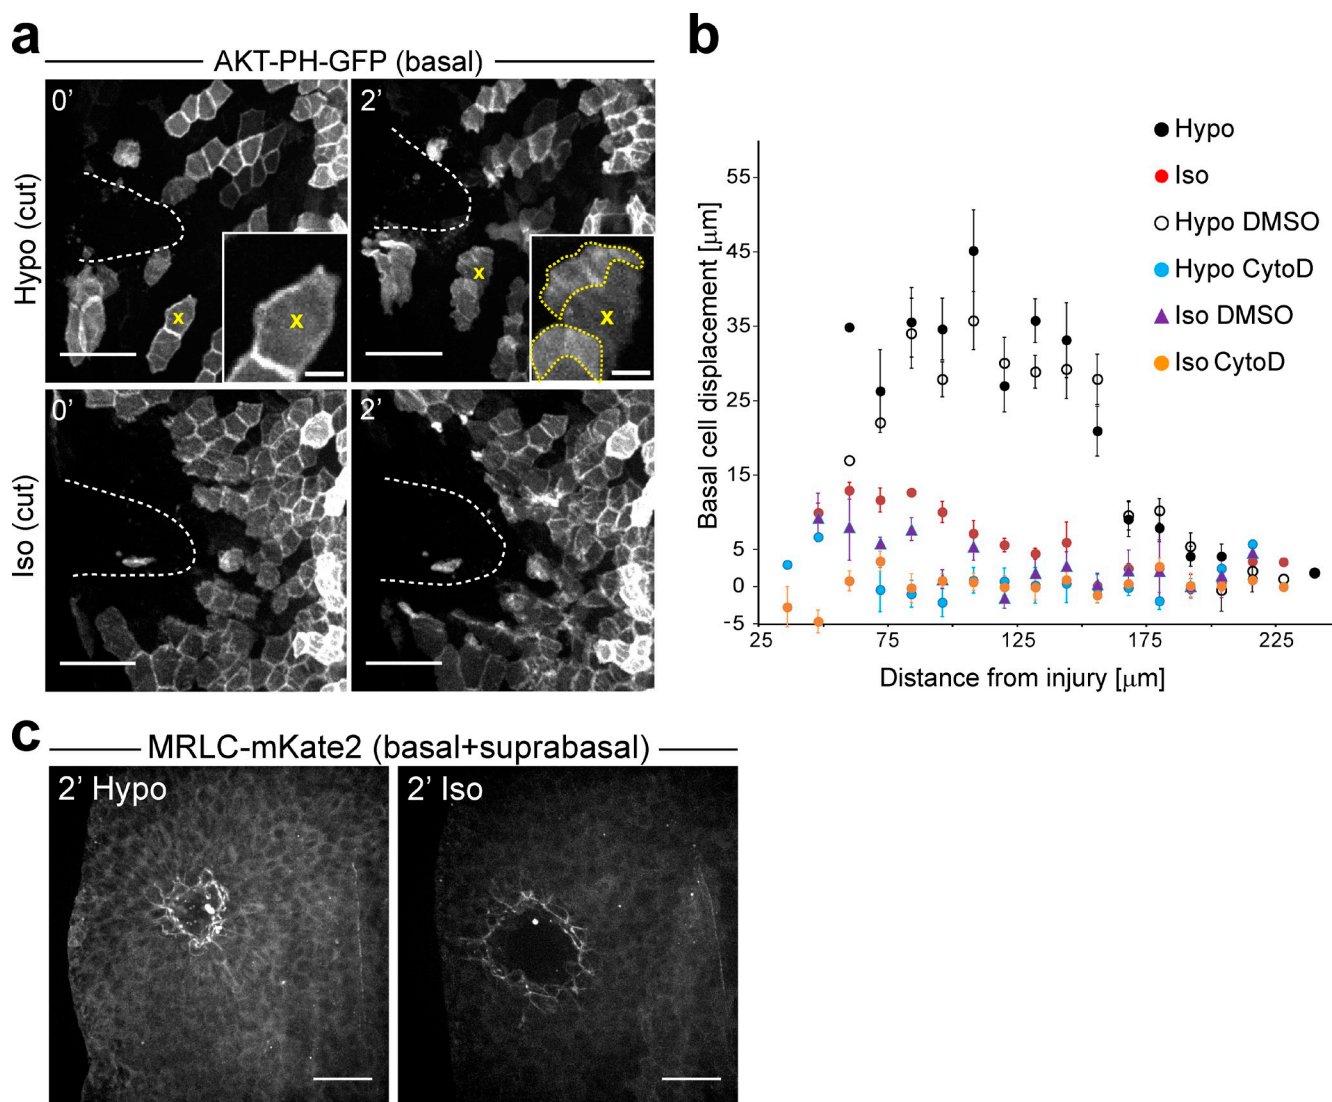 a
AKT-PH-GFP (basal)
Hypo (cut)
0’
x
x
2’
x
x
Iso (cut)
0’
2’
b
Hypo
Iso
Hypo DMSO
Hypo CytoD
Iso DMSO
Iso CytoD
Basal cell displacement [μm]
55
45
35
25
15
5
0
-5
25
75
125
175
225
Distance from injury [μm]
c
MRLC-mKate2 (basal+suprabasal)
2’ Hypo
2’ Iso